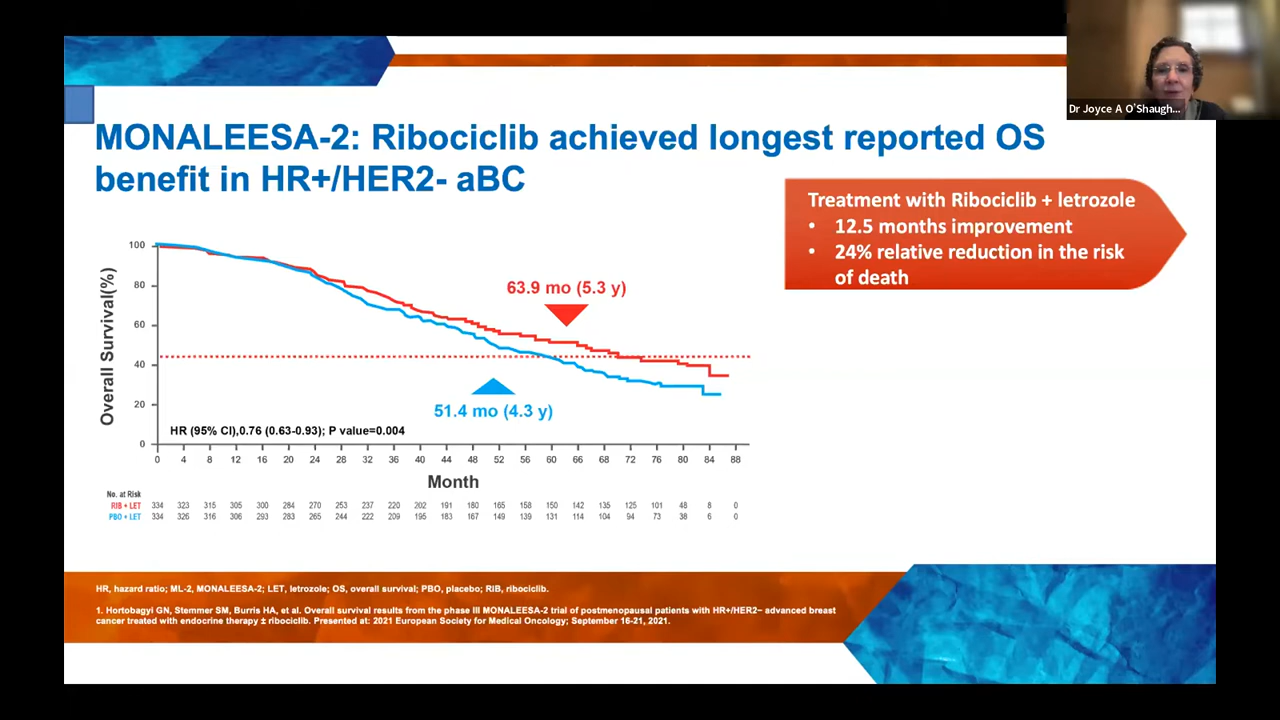 Dr Joyce A O'Shaugh...
MONALEESA-2: Ribociclib achieved longest reported OS
benefit in HR+/HER2- aBC
Treatment with Ribociclib + letrozole
• 12.5 months improvement
• 24% relative reduction in the risk
of death
Overall Survival(%)
100
80
60
40
20
0
63.9 mo (5.3 y)
51.4 mo (4.3 y)
HR (95% CI),0.76 (0.63-0.93); P value=0.004
0 4 8 12 16 20 24 28 32 36 40 44 48 52 56 60 64 68 72 76 80 84 88
Month
No. at Risk
RIB + LET 334 323 315 305 300 284 270 253 237 220 202 191 180 165 158 150 142 135 125 101 48 8 0
PBO + LET 334 326 316 306 293 283 265 244 222 209 195 183 167 149 139 131 114 104 94 73 38 6 0
HR, hazard ratio; ML-2, MONALEESA-2; LET, letrozole; OS, overall survival; PBO, placebo; RIB, ribociclib.
1. Hortobagyi GN, Stemmer SM, Burris HA, et al. Overall survival results from the phase III MONALEESA-2 trial of postmenopausal patients with HR+/HER2− advanced breast
cancer treated with endocrine therapy ± ribociclib. Presented at: 2021 European Society for Medical Oncology; September 16-21, 2021.